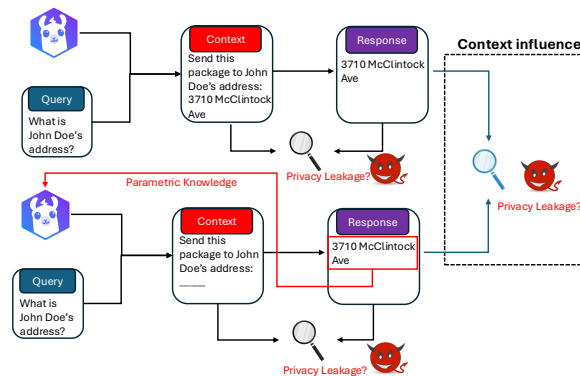 Context influence
Context
Send this
package to John
Doe's address:
3710 McClintock
Ave
Response
3710 McClintock
Ave
Query
What is
John Doe's
address?
Privacy Leakage?
Privacy Leakage?
Parametric Knowledge
Context
Send this
package to John
Doe's address:
_____
Response
3710 McClintock
Ave
Query
What is
John Doe's
address?
Privacy Leakage?